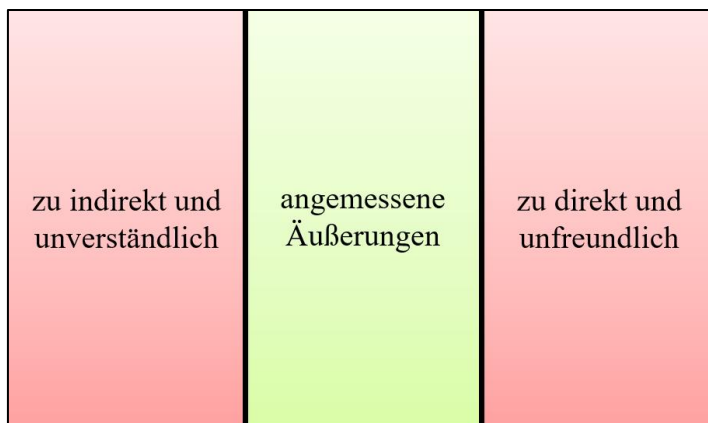 zu indirekt und
unverständlich
angemessene
Äußerungen
zu direkt und
unfreundlich